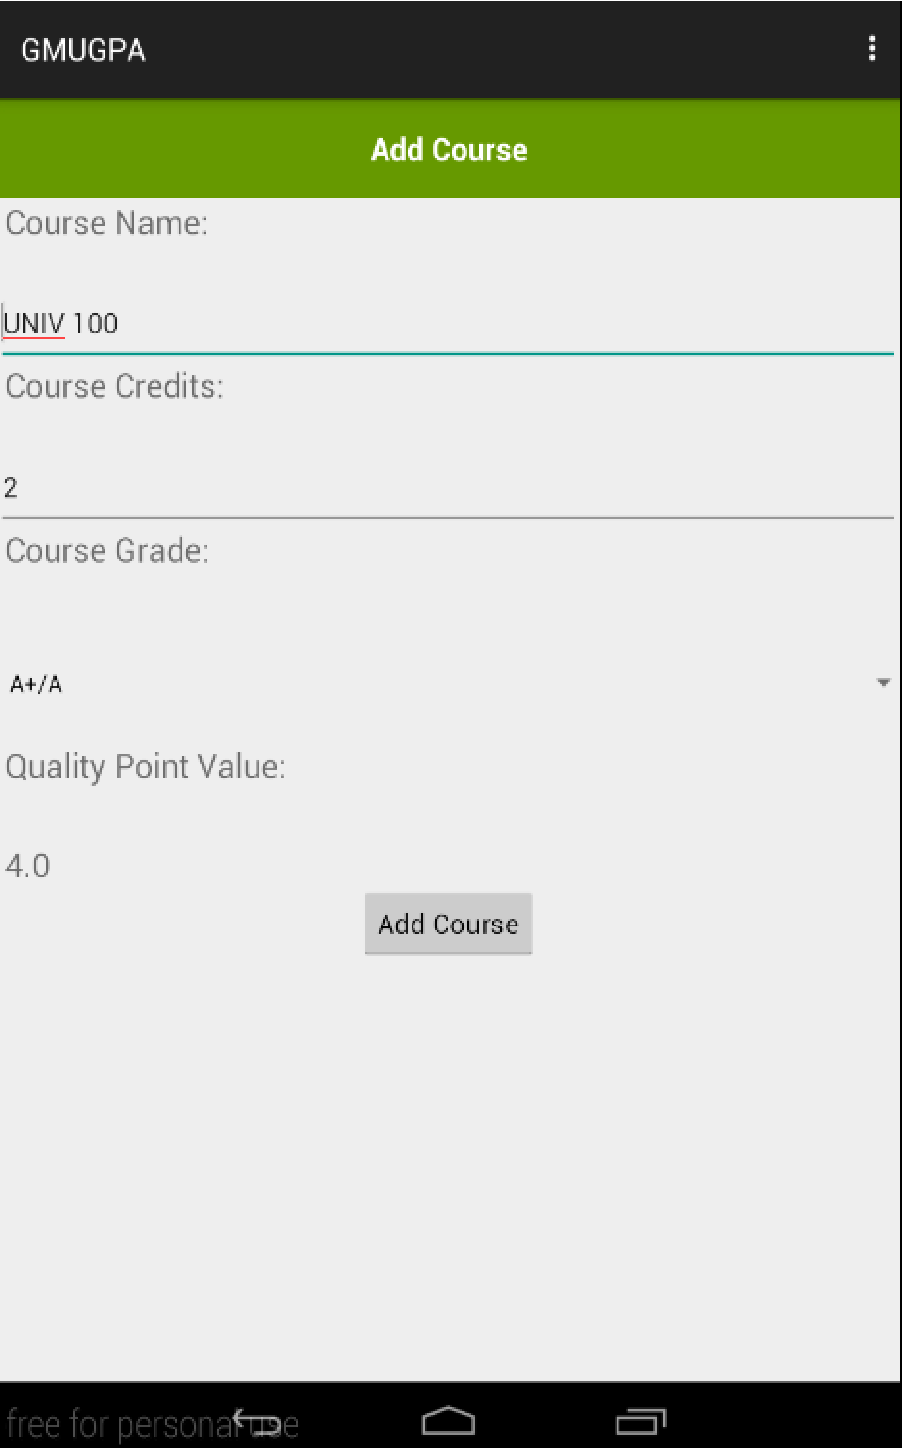 GMUGPA
Add Course
Course Name:
UNIV 100
Course Credits:
2
Course Grade:
A+/A
Quality Point Value:
4.0
Add Course
free for personal use